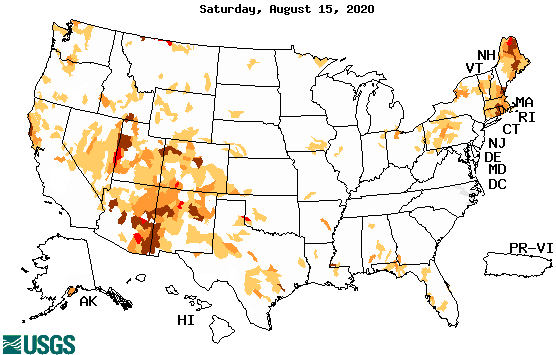 Saturday, August 15, 2020
NH
VT
MA
RI
CT
NJ
DE
MD
DC
PR-VI
AK
HI
USGS